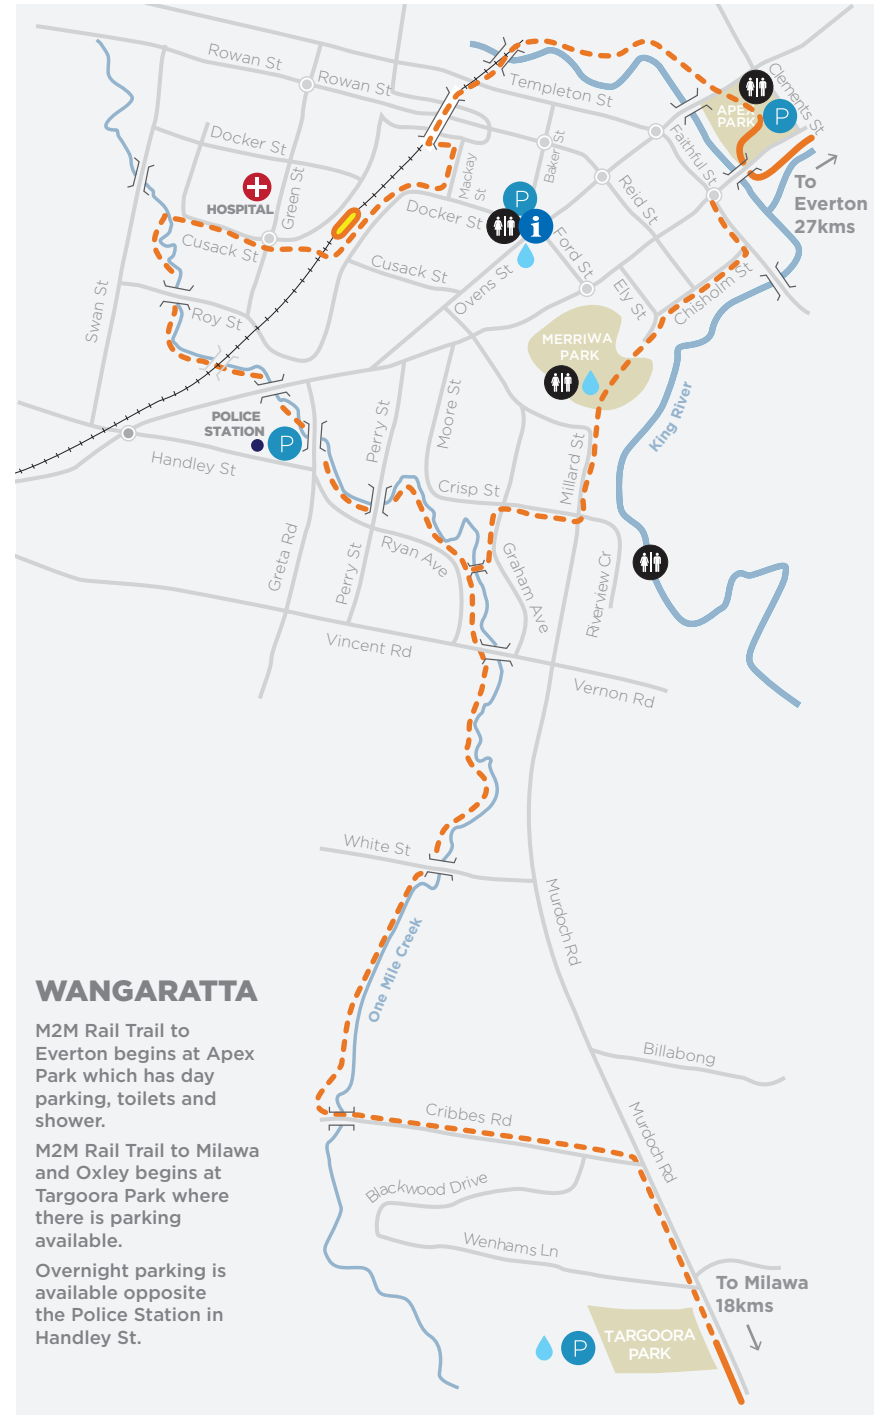 Rowan St
Rowan St
Templeton St
Clements St
APEX
PARK
P
Docker St
Baker St
Faithful St
Mackay
St
To
Everton
27kms
Green St
HOSPITAL
P
Reid St
Docker St
i
Cusack St
Ford St
Cusack St
Ovens St
Ely St
Chisholm St
Swan St
Roy St
MERRIWA
PARK
King River
POLICE
STATION
P
Perry St
Moore St
Handley St
Millard St
Crisp St
Greta Rd
Perry St
Ryan Ave
Graham Ave
Riverview Cr
Vincent Rd
Vernon Rd
White St
Murdoch Rd
One Mile Creek
WANGARATTA
M2M Rail Trail to
Everton begins at Apex
Park which has day
parking, toilets and
shower.
M2M Rail Trail to Milawa
and Oxley begins at
Targoora Park where
there is parking
available.
Overnight parking is
available opposite
the Police Station in
Handley St.
Billabong
Cribbes Rd
Murdoch Rd
Blackwood Drive
Wenhams Ln
To Milawa
18kms
P
TARGOORA
PARK